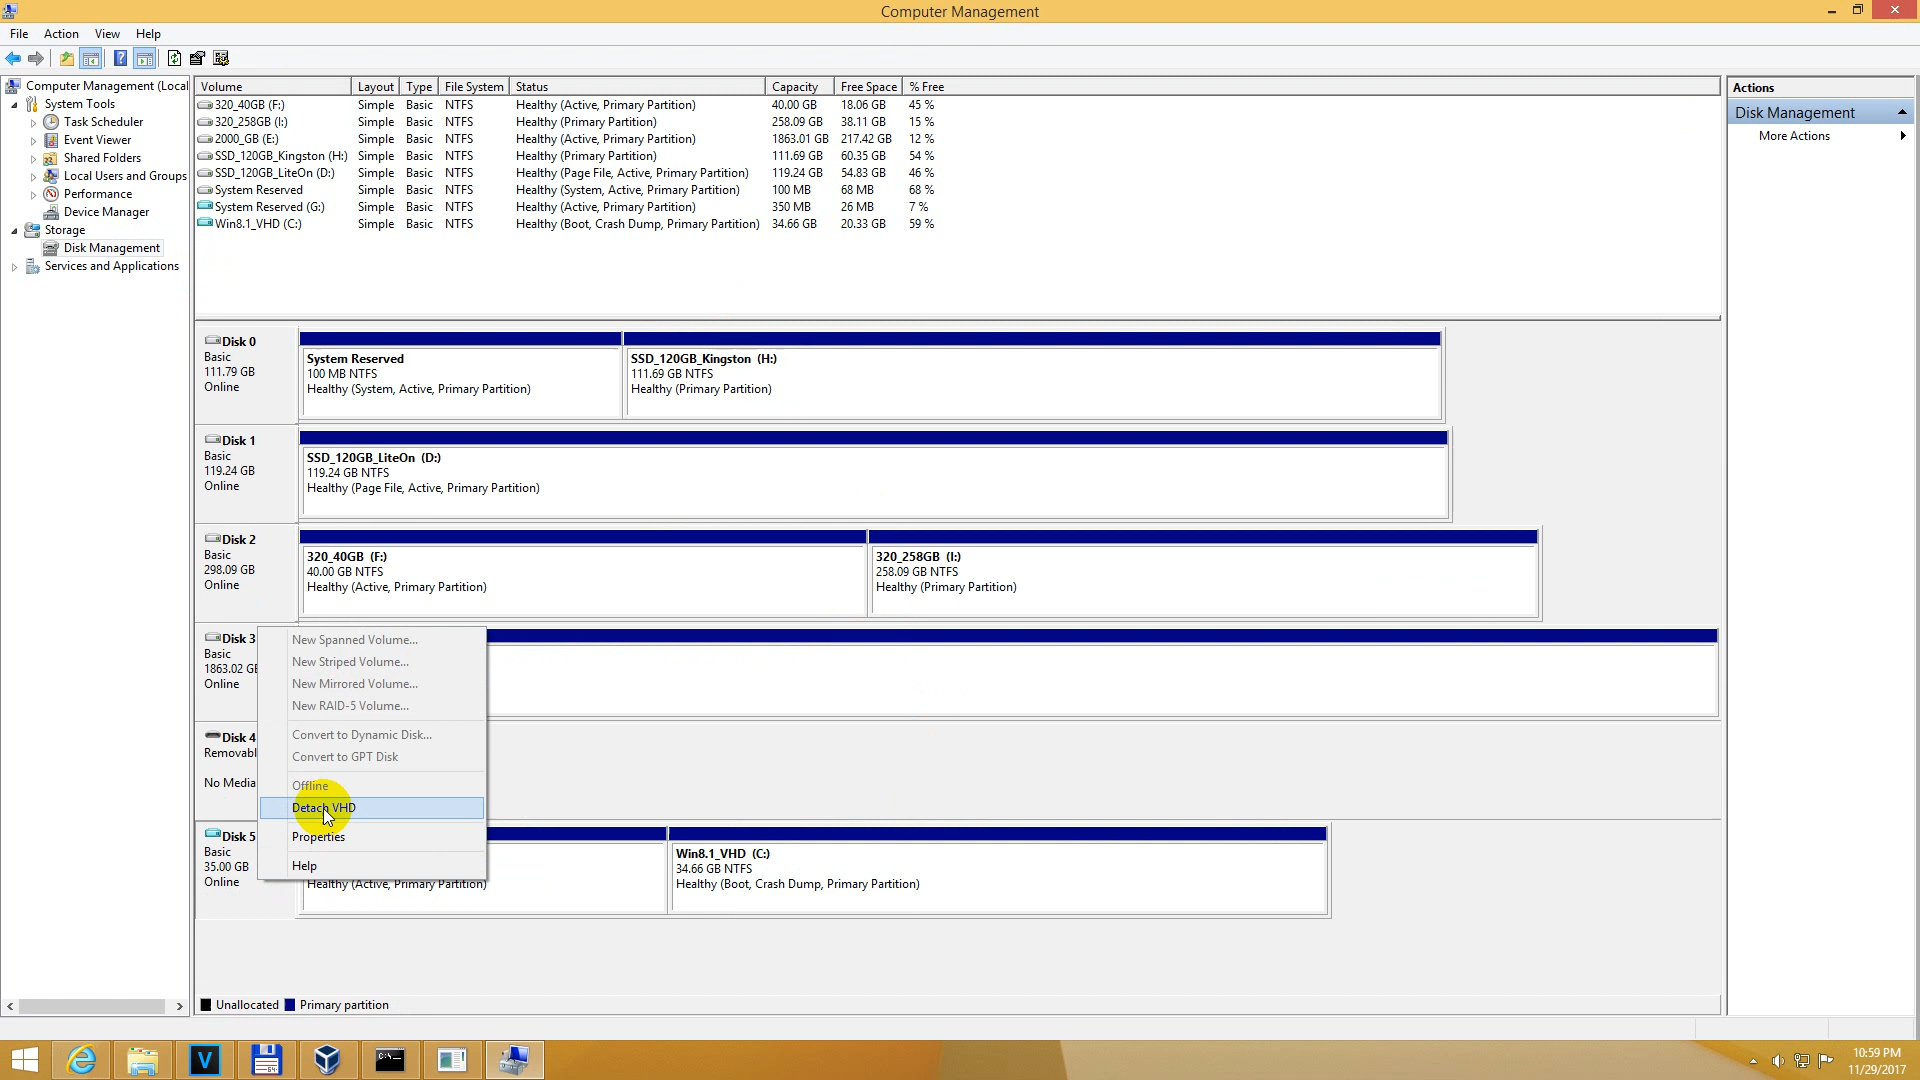 Computer Management
File Action View Help
Computer Management (Local
System Tools
Task Scheduler
Event Viewer
Shared Folders
Local Users and Groups
Performance
Device Manager
Storage
Disk Management
Services and Applications
Volume Layout Type File System Status Capacity Free Space % Free
320_40GB (F:) Simple Basic NTFS Healthy (Active, Primary Partition) 40.00 GB 18.06 GB 45 %
320_258GB (I:) Simple Basic NTFS Healthy (Primary Partition) 258.09 GB 38.11 GB 15 %
2000_GB (E:) Simple Basic NTFS Healthy (Active, Primary Partition) 1863.01 GB 217.42 GB 12 %
SSD_120GB_Kingston (H:) Simple Basic NTFS Healthy (Primary Partition) 111.69 GB 60.35 GB 54 %
SSD_120GB_LiteOn (D:) Simple Basic NTFS Healthy (Page File, Active, Primary Partition) 119.24 GB 54.83 GB 46 %
System Reserved Simple Basic NTFS Healthy (System, Active, Primary Partition) 100 MB 68 MB 68 %
System Reserved (G:) Simple Basic NTFS Healthy (Active, Primary Partition) 350 MB 26 MB 7 %
Win8.1_VHD (C:) Simple Basic NTFS Healthy (Boot, Crash Dump, Primary Partition) 34.66 GB 20.33 GB 59 %
Disk 0
Basic
111.79 GB
Online
System Reserved
100 MB NTFS
Healthy (System, Active, Primary Partition)
SSD_120GB_Kingston (H:)
111.69 GB NTFS
Healthy (Primary Partition)
Disk 1
Basic
119.24 GB
Online
SSD_120GB_LiteOn (D:)
119.24 GB NTFS
Healthy (Page File, Active, Primary Partition)
Disk 2
Basic
298.09 GB
Online
320_40GB (F:)
40.00 GB NTFS
Healthy (Active, Primary Partition)
320_258GB (I:)
258.09 GB NTFS
Healthy (Primary Partition)
Disk 3
Basic
1863.02 GB
Online
Disk 4
Removabl
No Media
Disk 5
Basic
35.00 GB
Online
Healthy (Active, Primary Partition)
Win8.1_VHD (C:)
34.66 GB NTFS
Healthy (Boot, Crash Dump, Primary Partition)
New Spanned Volume...
New Striped Volume...
New Mirrored Volume...
New RAID-5 Volume...
Convert to Dynamic Disk...
Convert to GPT Disk
Offline
Detach VHD
Properties
Help
Unallocated Primary partition
Actions
Disk Management
More Actions
V
64
C:\_
10:59 PM
11/29/2017